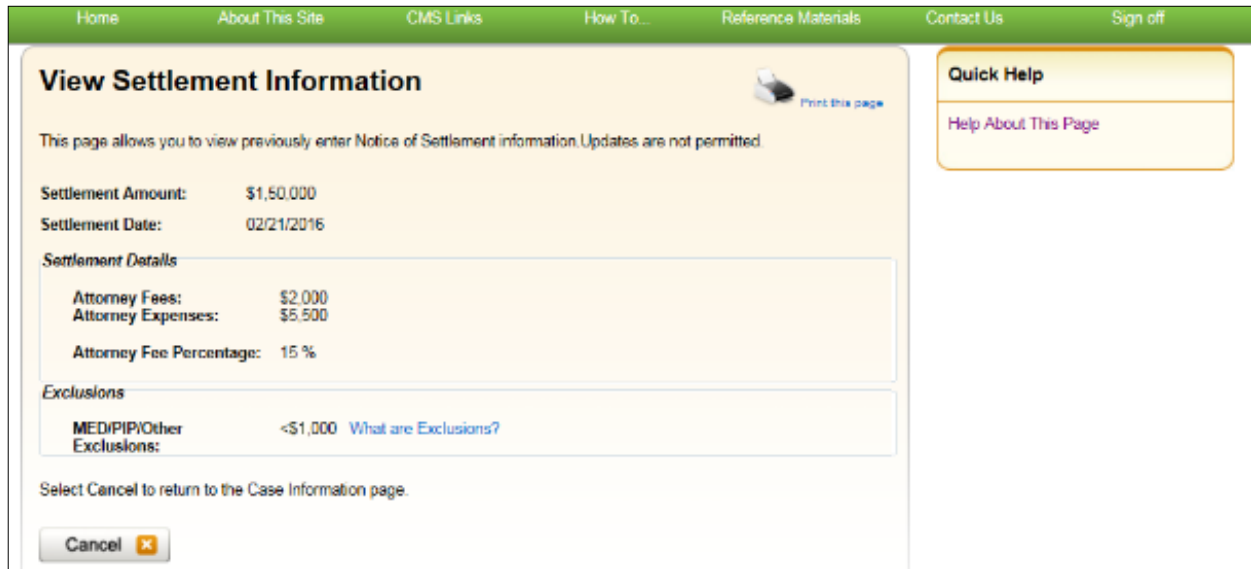 Home About This Site CMS Links How To... Reference Materials Contact Us Sign off
View Settlement Information
Print this page
Quick Help
Help About This Page
This page allows you to view previously enter Notice of Settlement information.Updates are not permitted.
Settlement Amount: $1,50,000
Settlement Date: 02/21/2016
Settlement Details
Attorney Fees: $2,000
Attorney Expenses: $5,500
Attorney Fee Percentage: 15 %
Exclusions
MED/PIP/Other <$1,000 What are Exclusions?
Exclusions:
Select Cancel to return to the Case Information page.
Cancel